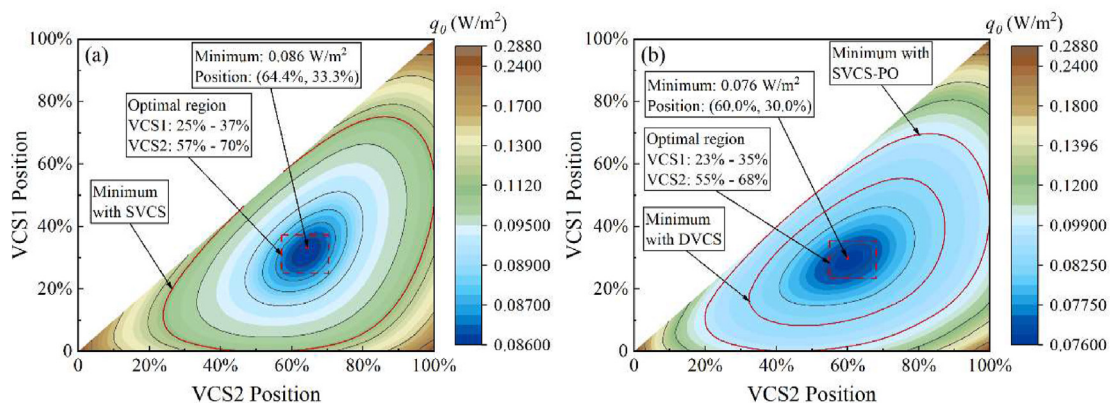 (a)
q₀ (W/m²)
Minimum: 0.086 W/m²
Position: (64.4%, 33.3%)
Optimal region
VCS1: 25% - 37%
VCS2: 57% - 70%
Minimum
with SVCS
VCS1 Position
100%
80%
60%
40%
20%
0
0 20% 40% 60% 80% 100%
VCS2 Position
0.2880
0.2400
0.1700
0.1300
0.1120
0.09500
0.08900
0.08700
0.08600
(b)
q₀ (W/m²)
Minimum with
SVCS-PO
Minimum: 0.076 W/m²
Position: (60.0%, 30.0%)
Optimal region
VCS1: 23% - 35%
VCS2: 55% - 68%
Minimum
with DVCS
VCS1 Position
100%
80%
60%
40%
20%
0
0 20% 40% 60% 80% 100%
VCS2 Position
0.2880
0.2400
0.1800
0.1396
0.1200
0.09900
0.08250
0.07750
0.07600